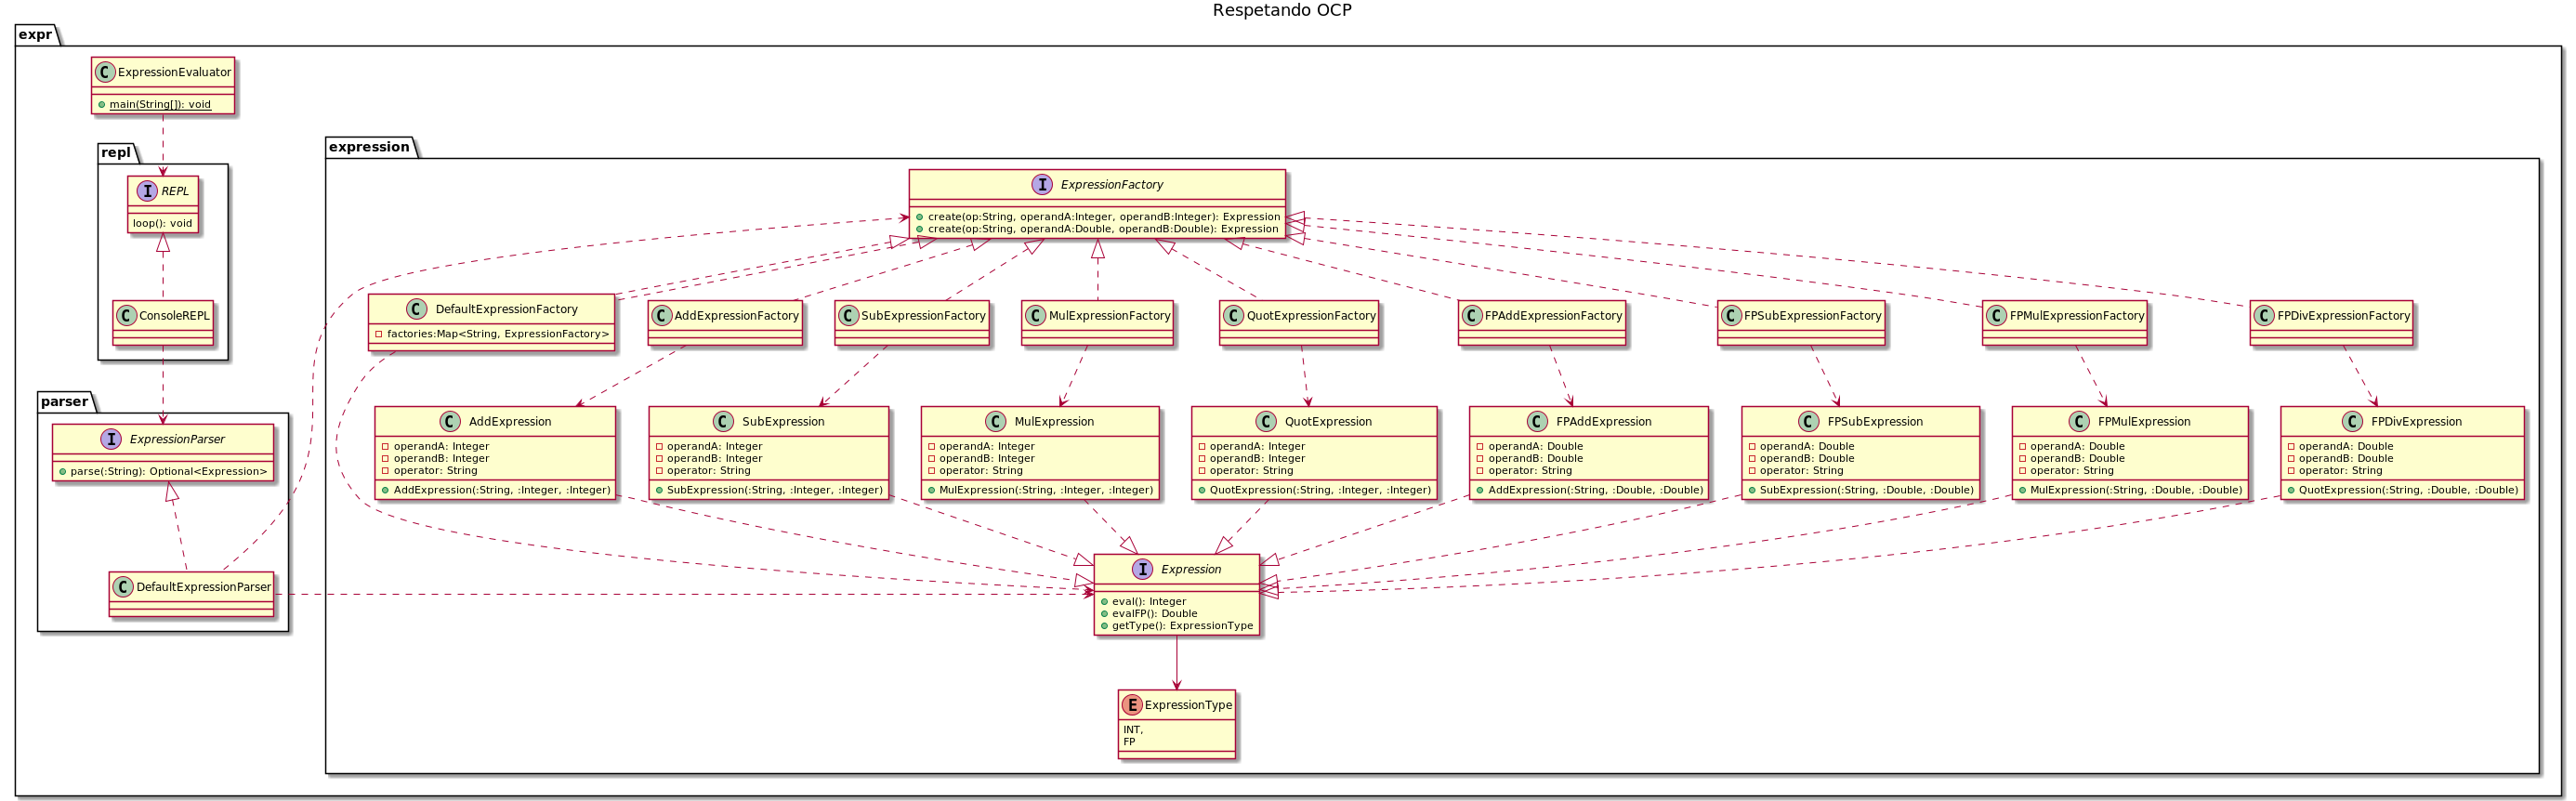 Respetando OCP
expr
C ExpressionEvaluator
main(String[]): void
repl
I REPL
loop(): void
C ConsoleREPL
parser
I ExpressionParser
parse(:String): Optional<Expression>
C DefaultExpressionParser
expression
I ExpressionFactory
create(op:String, operandA:Integer, operandB:Integer): Expression
create(op:String, operandA:Double, operandB:Double): Expression
C DefaultExpressionFactory
factories:Map<String, ExpressionFactory>
C AddExpressionFactory
C SubExpressionFactory
C MulExpressionFactory
C QuotExpressionFactory
C FPAddExpressionFactory
C FPSubExpressionFactory
C FPMulExpressionFactory
C FPDivExpressionFactory
C AddExpression
operandA: Integer
operandB: Integer
operator: String
AddExpression(:String, :Integer, :Integer)
C SubExpression
operandA: Integer
operandB: Integer
operator: String
SubExpression(:String, :Integer, :Integer)
C MulExpression
operandA: Integer
operandB: Integer
operator: String
MulExpression(:String, :Integer, :Integer)
C QuotExpression
operandA: Integer
operandB: Integer
operator: String
QuotExpression(:String, :Integer, :Integer)
C FPAddExpression
operandA: Double
operandB: Double
operator: String
AddExpression(:String, :Double, :Double)
C FPSubExpression
operandA: Double
operandB: Double
operator: String
SubExpression(:String, :Double, :Double)
C FPMulExpression
operandA: Double
operandB: Double
operator: String
MulExpression(:String, :Double, :Double)
C FPDivExpression
operandA: Double
operandB: Double
operator: String
QuotExpression(:String, :Double, :Double)
I Expression
eval(): Integer
evalFP(): Double
getType(): ExpressionType
E ExpressionType
INT,
FP